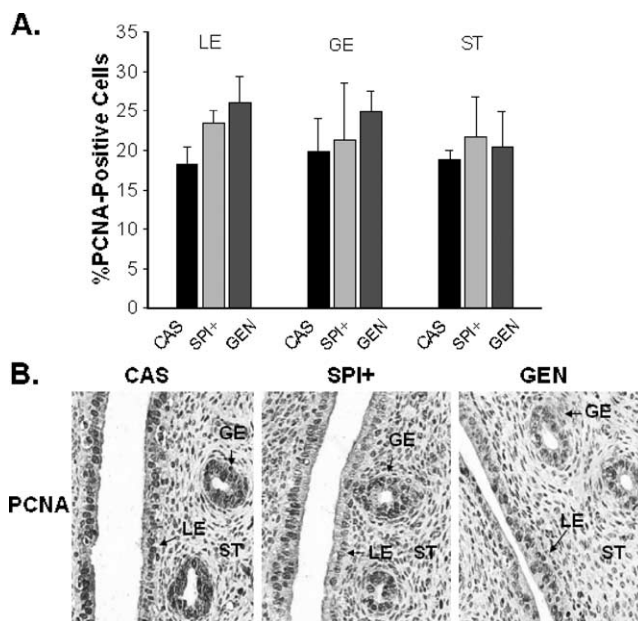 A.
LE GE ST
%PCNA-Positive Cells
35
30
25
20
15
10
5
0
CAS SPI+ GEN CAS SPI+ GEN CAS SPI+ GEN
B.
CAS SPI+ GEN
PCNA
GE
LE
ST
GE
LE
ST
GE
LE
ST